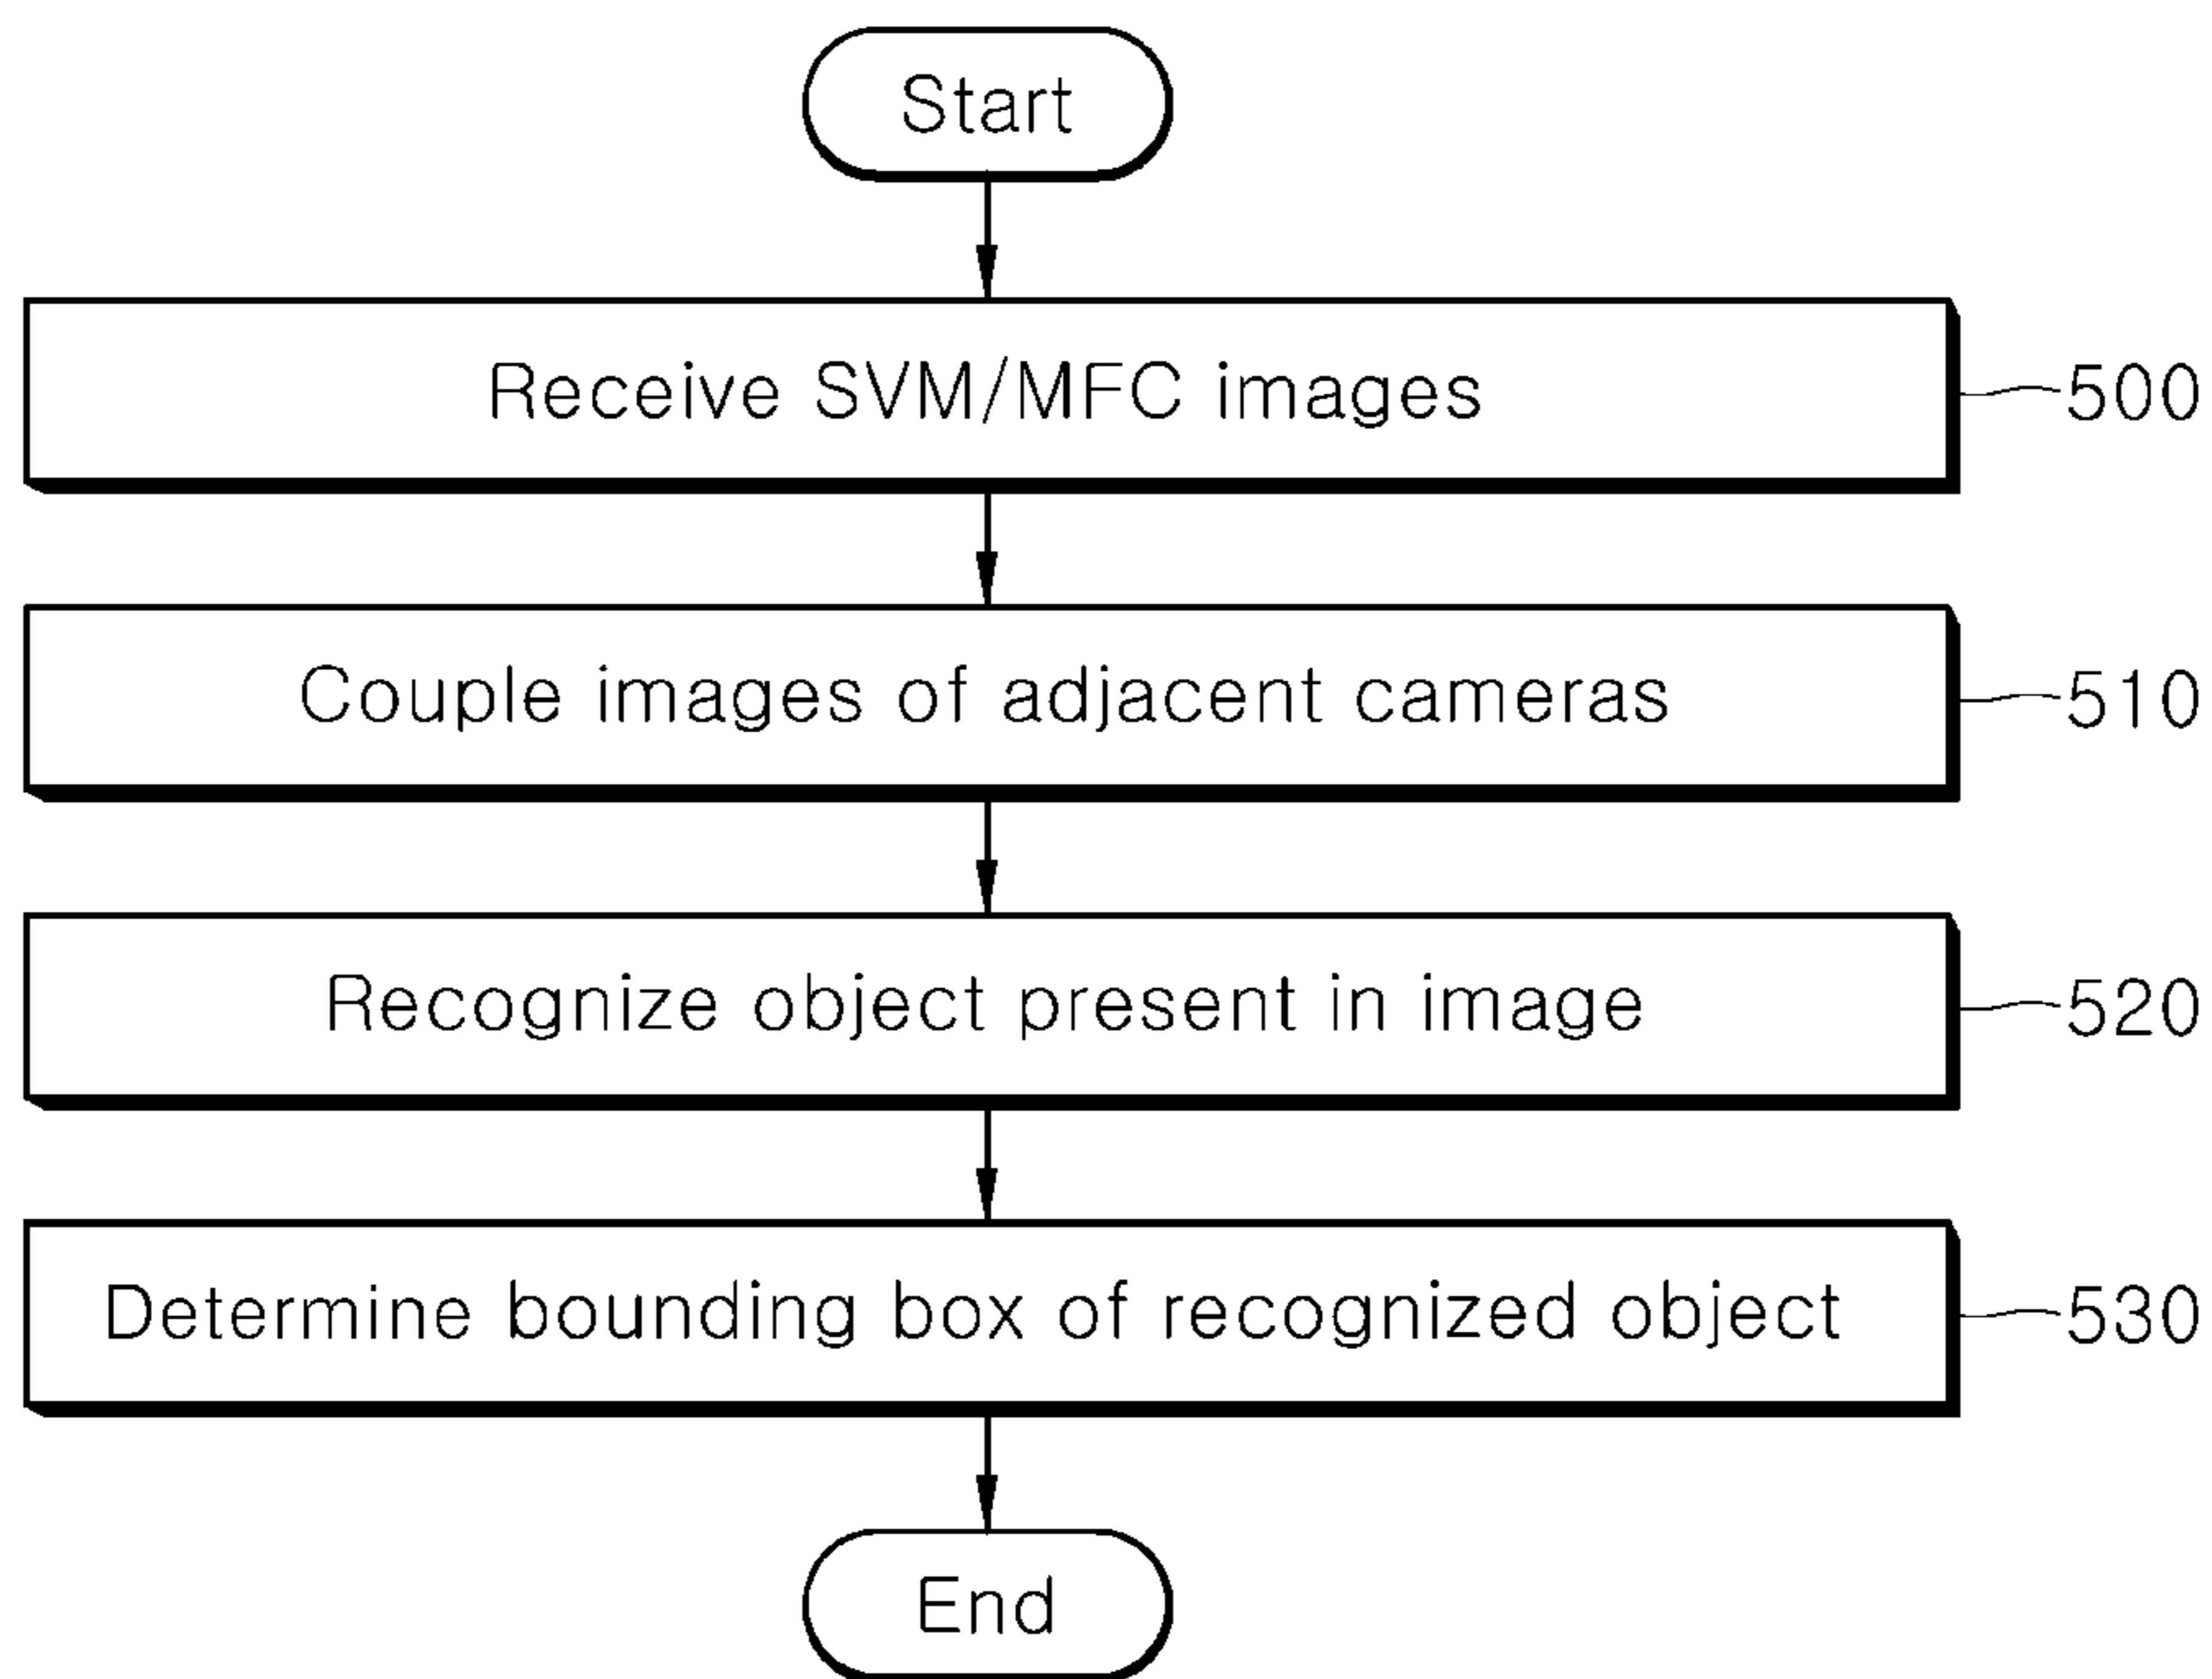 Start
Receive SVM/MFC images 500
Couple images of adjacent cameras 510
Recognize object present in image 520
Determine bounding box of recognized object 530
End